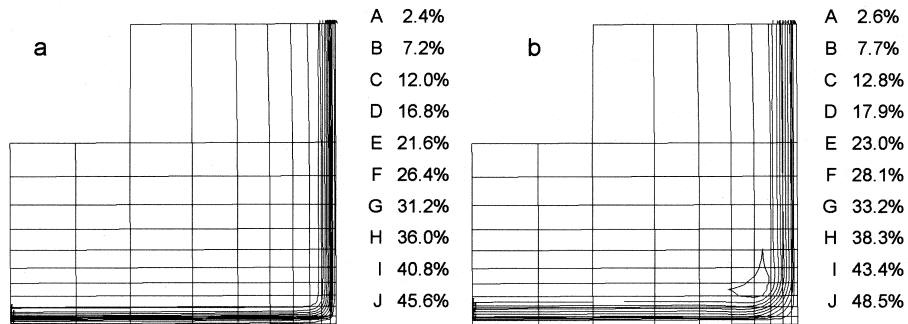 a
A 2.4%
B 7.2%
C 12.0%
D 16.8%
E 21.6%
F 26.4%
G 31.2%
H 36.0%
I 40.8%
J 45.6%
b
A 2.6%
B 7.7%
C 12.8%
D 17.9%
E 23.0%
F 28.1%
G 33.2%
H 38.3%
I 43.4%
J 48.5%